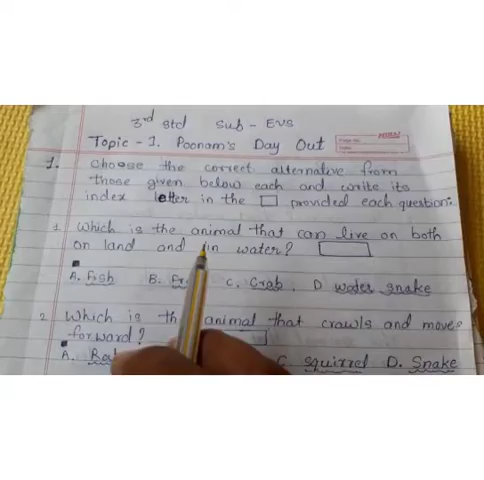 3rd Std Sub - EVS
Topic - 1. Poonam's Day Out
1. Choose the correct alternative from
those given below each and write its
index letter in the □ provided each question.
1. Which is the animal that can live on both
on land and in water?
A. Fish B. C. Crab. D water snake
2. Which is the animal that crawls and moves
forward?
A. C. squirrel D. Snake